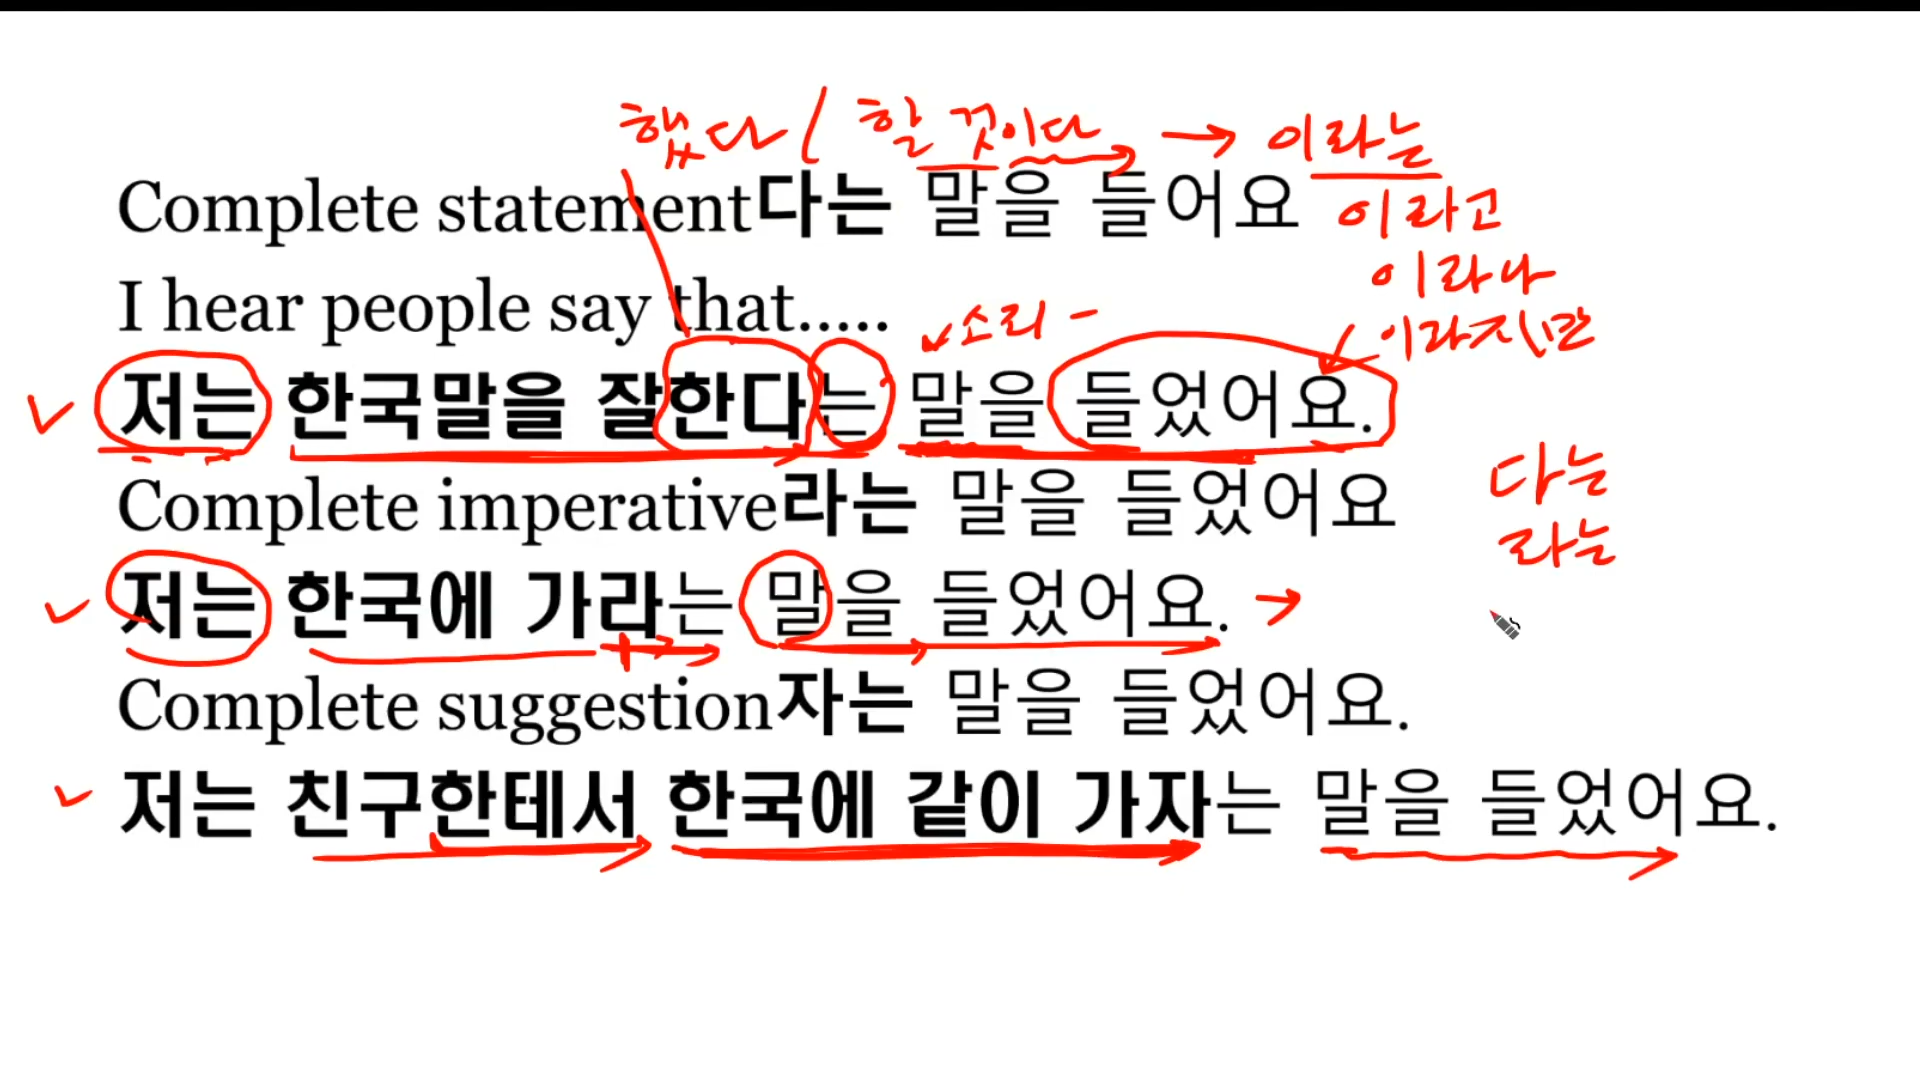 했다 / 할 것이다 → 이라는
Complete statement다는 말을 들어요
이라고
이라나
I hear people say that.....
소리 -
이라지만
저는 한국말을 잘한다는 말을 들었어요.
다는
Complete imperative라는 말을 들었어요
라는
저는 한국에 가라는 말을 들었어요. →
Complete suggestion자는 말을 들었어요.
저는 친구한테서 한국에 같이 가자는 말을 들었어요.